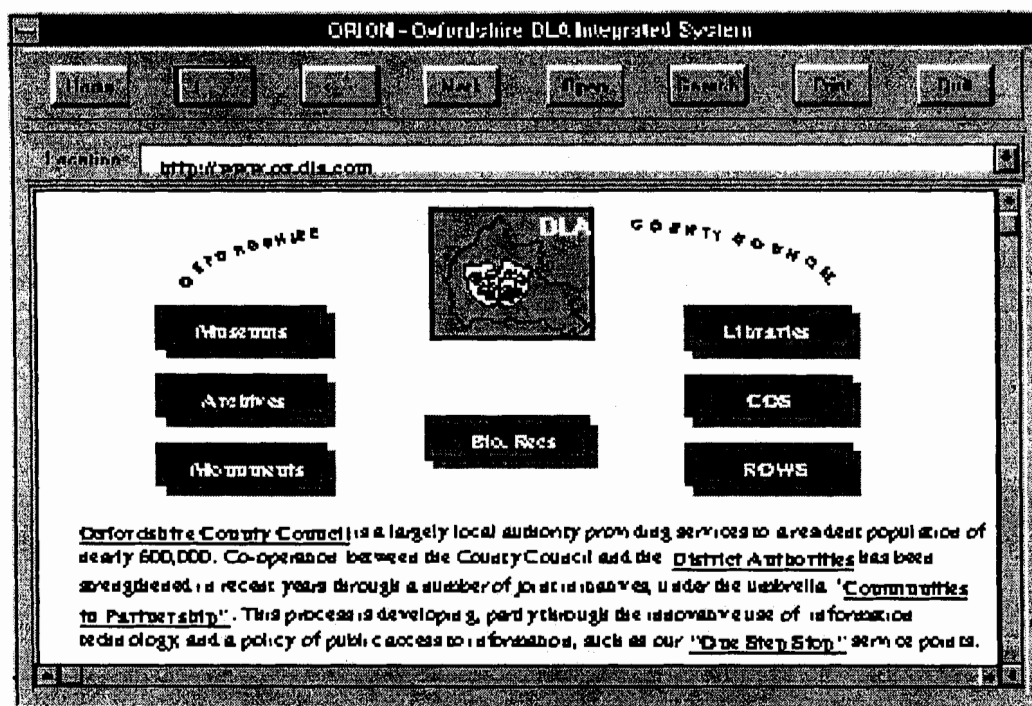 ORION - Oxfordshire DLA Integrated System
Home Next Open Search Print Quit
Location: http://www.ox.dla.com
OXFORDSHIRE DLA COUNTY COUNCIL
Museums Libraries
Archives COS
Bio. Recs
Monuments ROWS
Oxfordshire County Council is a largely local authority providing services to a resident population of
nearly 600,000. Co-operation between the County Council and the District Authorities has been
strengthened in recent years through a number of joint initiatives, under the umbrella "Communities
in Partnership". This process is developing, partly through the innovative use of information
technology, and a policy of public access to information, such as our "One Step Stop" service points.